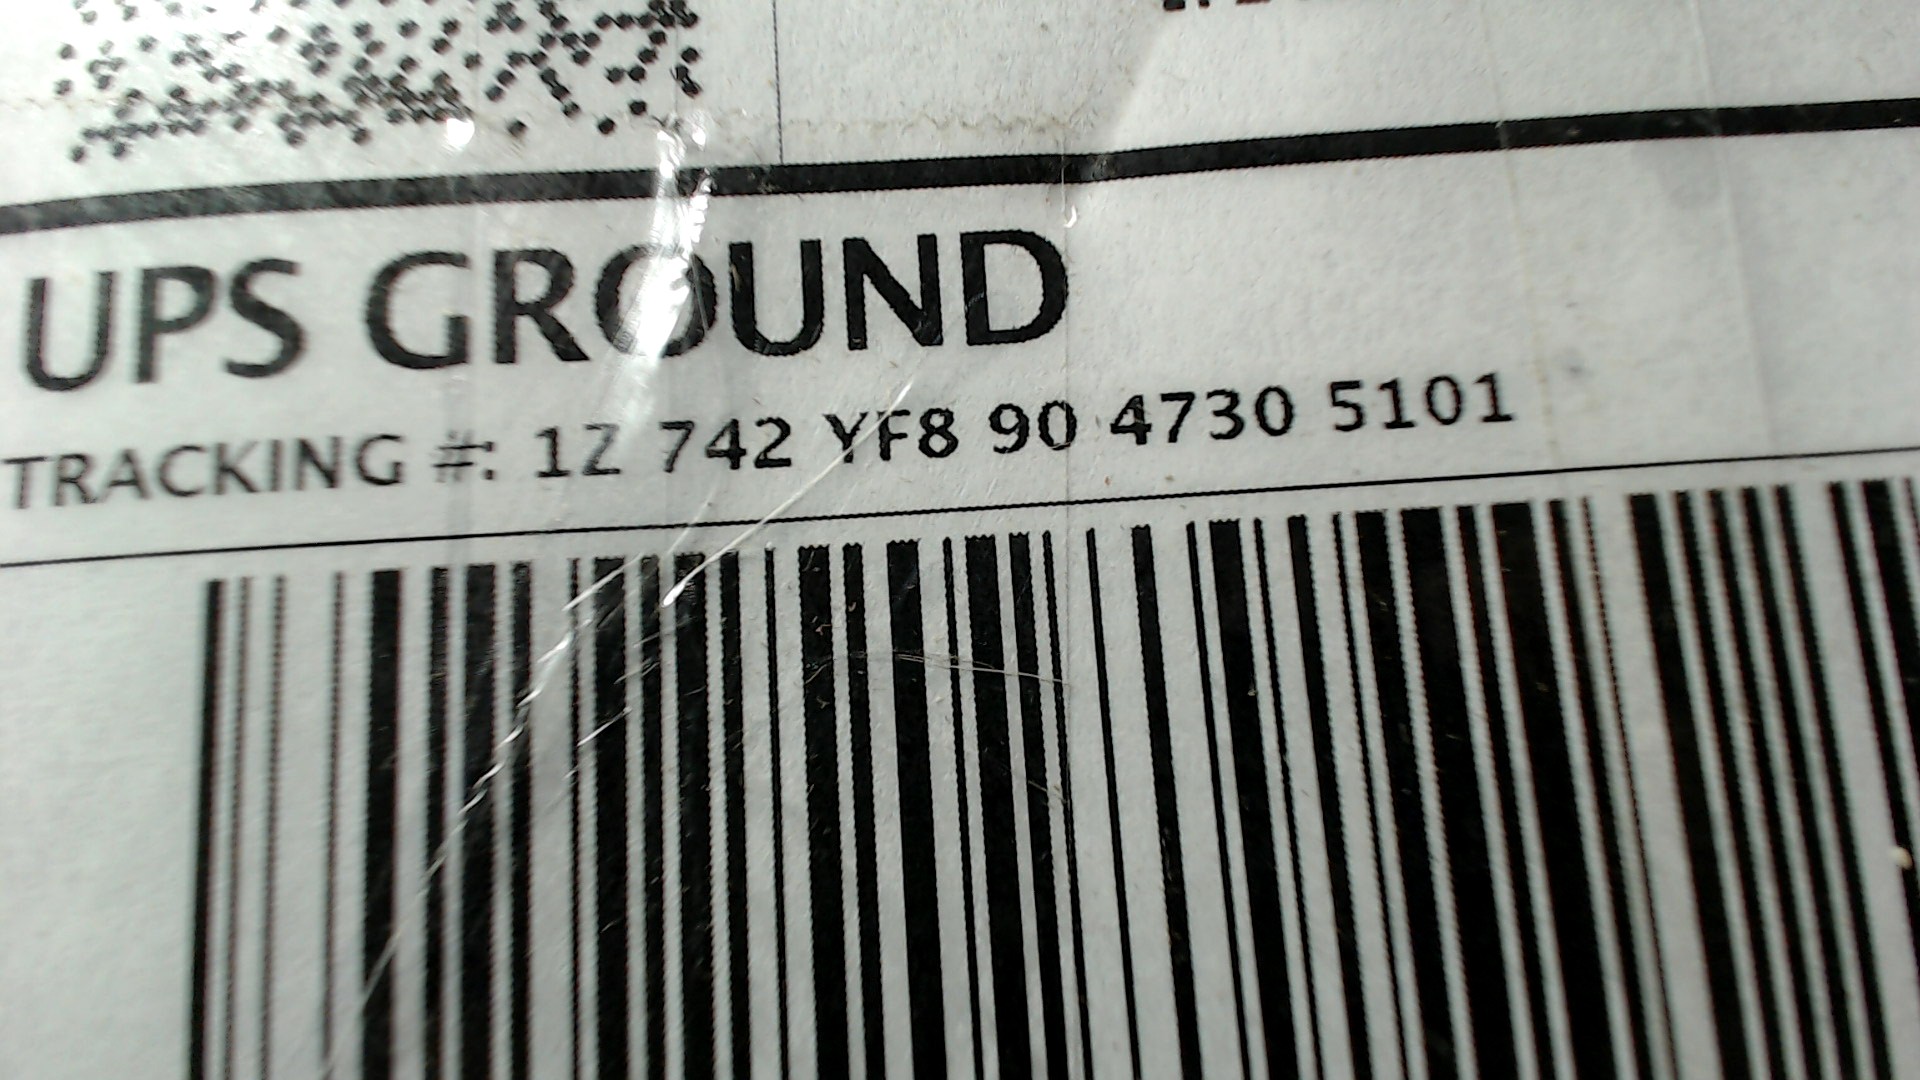 UPS GROUND
TRACKING #: 1Z 742 YF8 90 4730 5101